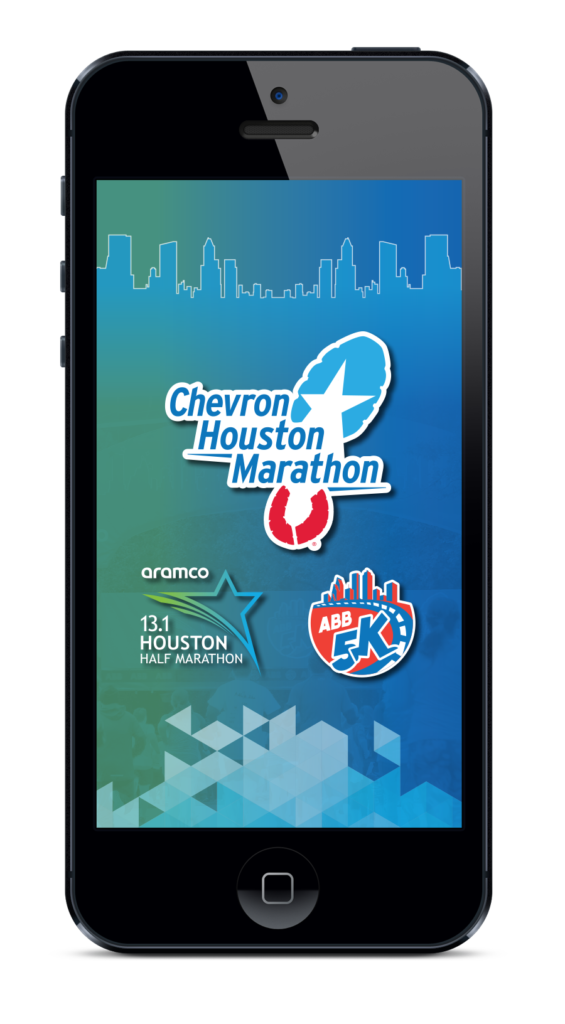 Chevron
Houston
Marathon
®
aramco
13.1
HOUSTON
HALF MARATHON
ABB
5K